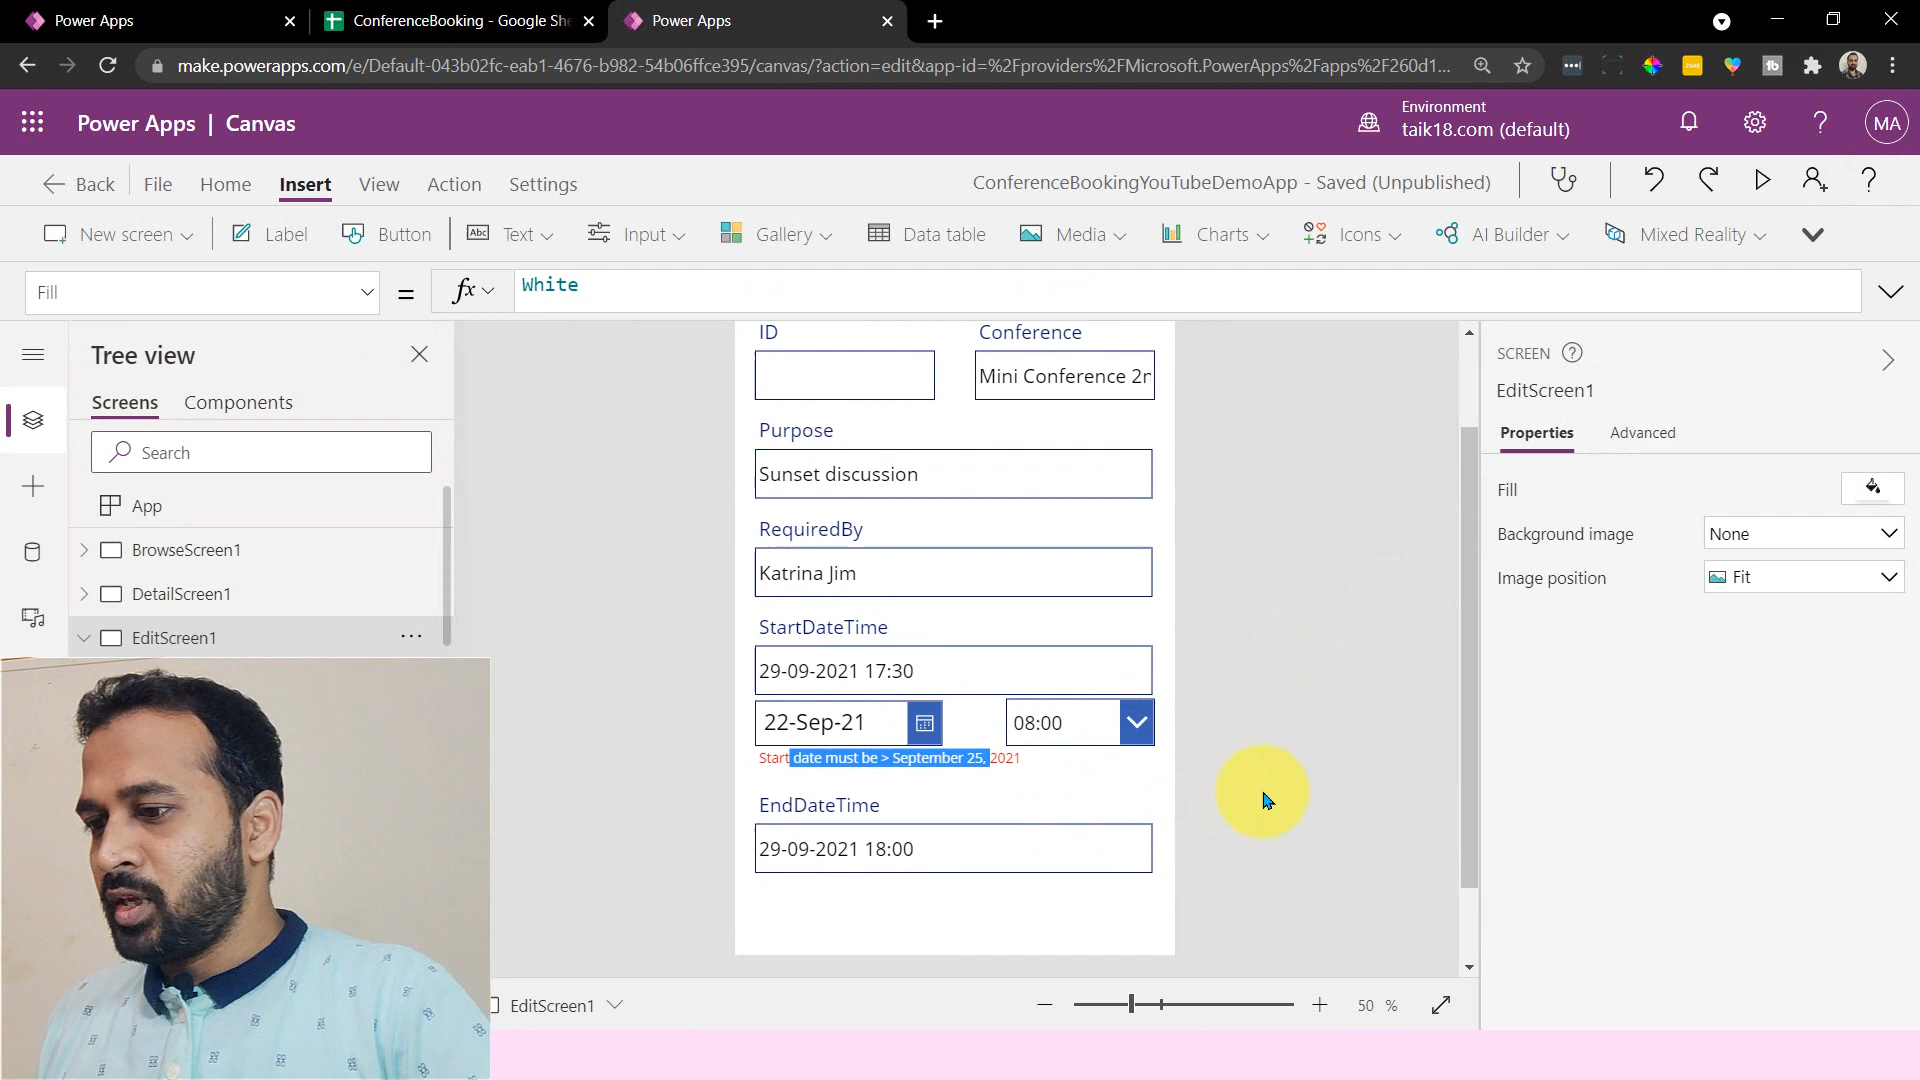 Power Apps
ConferenceBooking - Google She
Power Apps
make.powerapps.com/e/Default-043b02fc-eab1-4676-b982-54b06ffce395/canvas/?action=edit&app-id=%2Fproviders%2FMicrosoft.PowerApps%2Fapps%2F260d1...
Power Apps | Canvas
Environment
taik18.com (default)
MA
Back
File
Home
Insert
View
Action
Settings
ConferenceBookingYouTubeDemoApp - Saved (Unpublished)
New screen
Label
Button
Text
Input
Gallery
Data table
Media
Charts
Icons
AI Builder
Mixed Reality
Fill
=
fx
White
Tree view
Screens
Components
Search
App
BrowseScreen1
DetailScreen1
EditScreen1
ID
Conference
Mini Conference 2n
Purpose
Sunset discussion
RequiredBy
Katrina Jim
StartDateTime
29-09-2021 17:30
22-Sep-21
08:00
Start date must be > September 25, 2021
EndDateTime
29-09-2021 18:00
SCREEN
EditScreen1
Properties
Advanced
Fill
Background image
None
Image position
Fit
EditScreen1
50 %